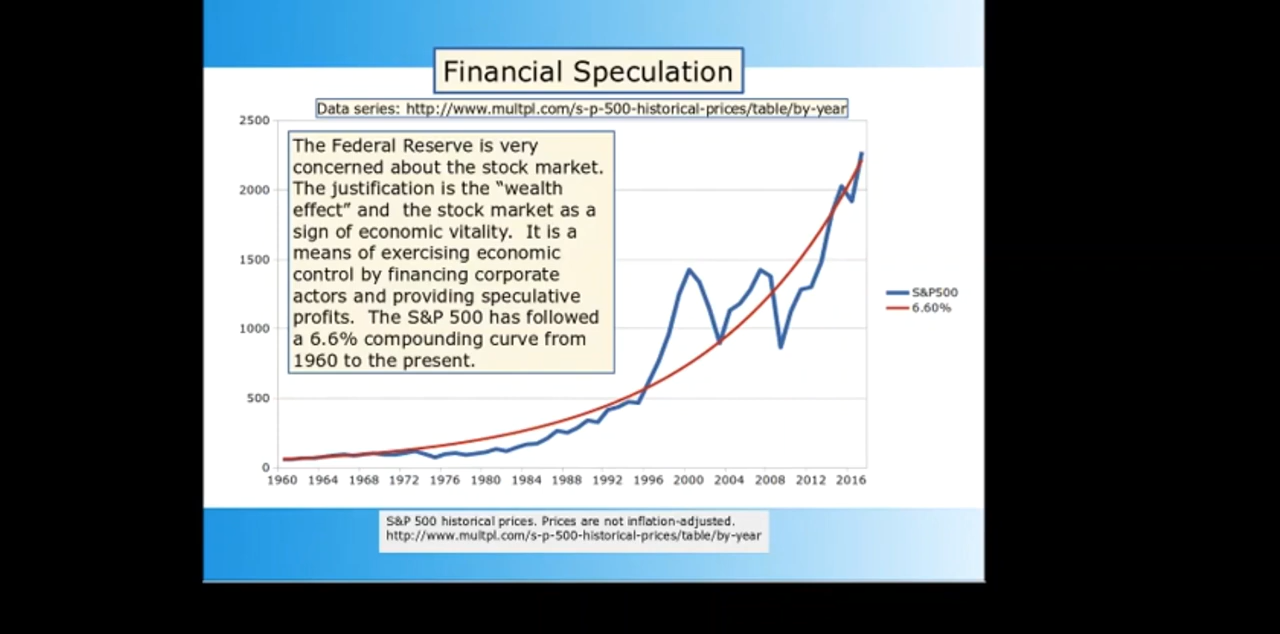 Financial Speculation
Data series: http://www.multpl.com/s-p-500-historical-prices/table/by-year
2500
2000
1500
1000
500
0
The Federal Reserve is very
concerned about the stock market.
The justification is the “wealth
effect” and  the stock market as a
sign of economic vitality.  It is a
means of exercising economic
control by financing corporate
actors and providing speculative
profits.  The S&P 500 has followed
a 6.6% compounding curve from
1960 to the present.
S&P500
6.60%
1960 1964 1968 1972 1976 1980 1984 1988 1992 1996 2000 2004 2008 2012 2016
S&P 500 historical prices. Prices are not inflation-adjusted.
http://www.multpl.com/s-p-500-historical-prices/table/by-year